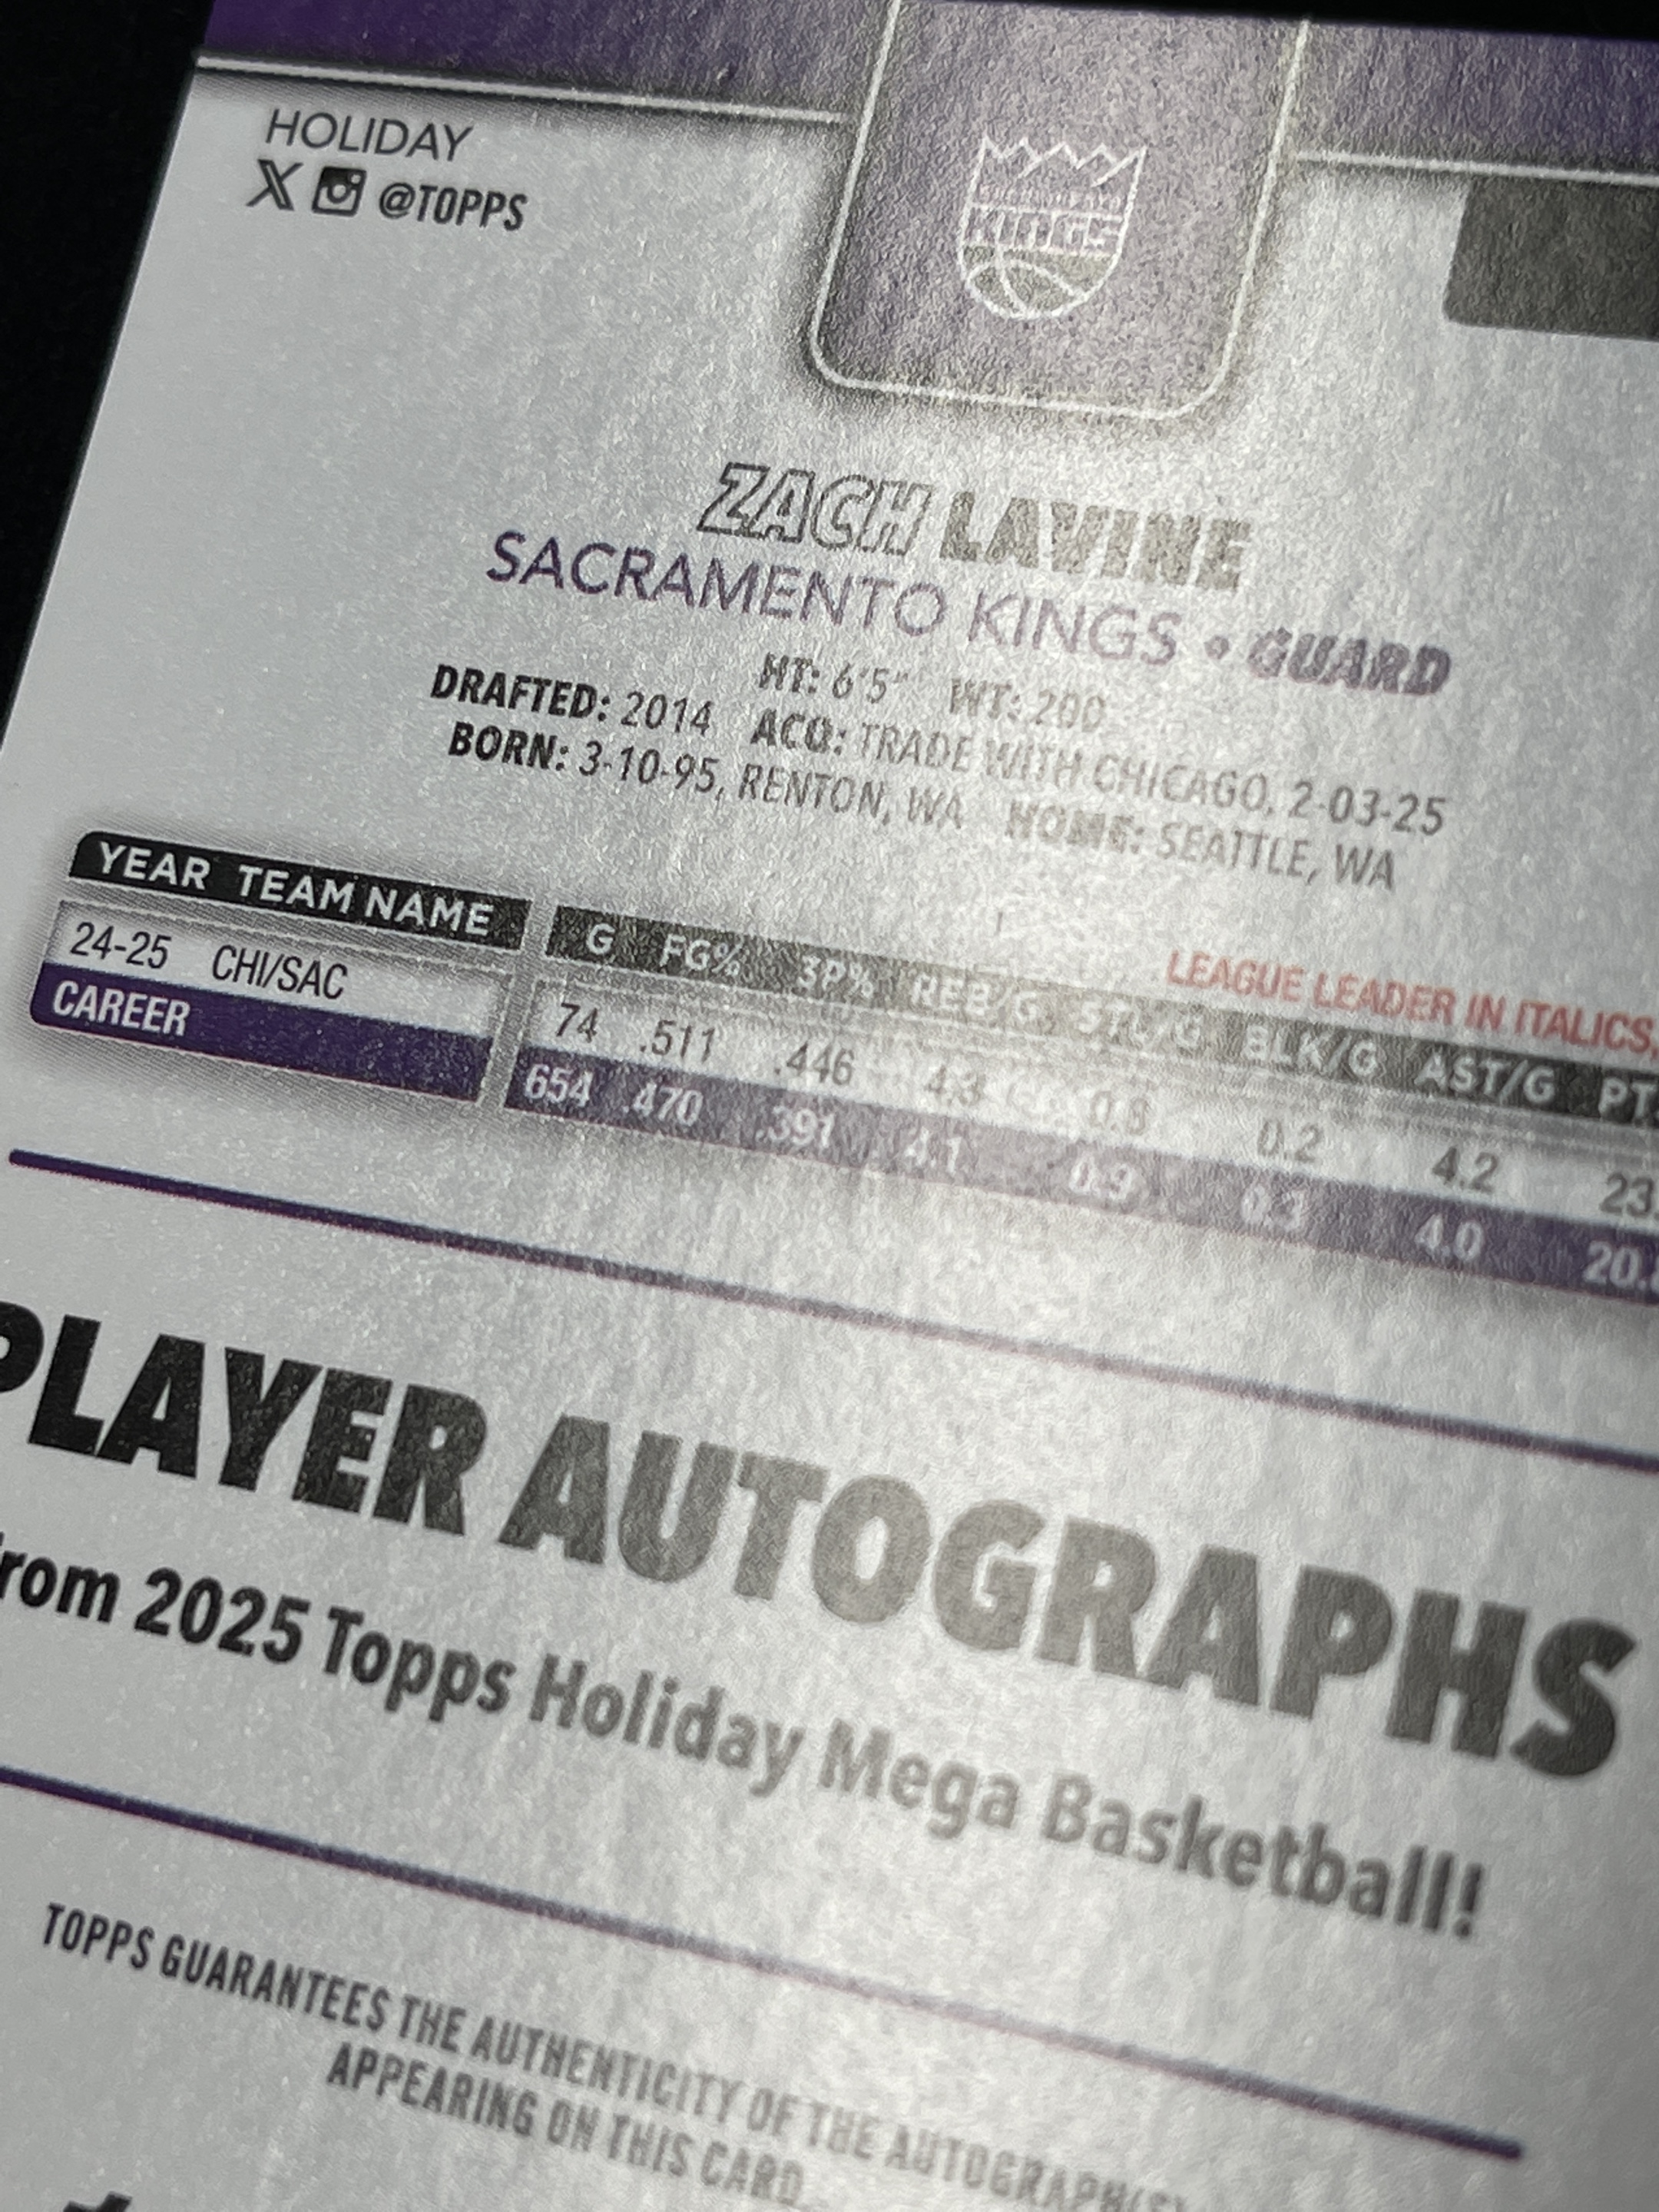 HOLIDAY
X @TOPPS
SACRAMENTO
KINGS
ZACH LAVINE
SACRAMENTO KINGS • GUARD
HT: 6'5" WT: 200
DRAFTED: 2014 ACQ: TRADE WITH CHICAGO, 2-03-25
BORN: 3-10-95, RENTON, WA HOME: SEATTLE, WA
LEAGUE LEADER IN ITALICS,
YEAR TEAM NAME G FG% 3P% REB/G STL/G BLK/G AST/G
24-25 CHI/SAC 74 .511 .446 4.3 0.8 0.2 4.2 23.
CAREER 654 .470 .391 4.1 0.9 0.3 4.0 20.
PLAYER AUTOGRAPHS
from 2025 Topps Holiday Mega Basketball!
TOPPS GUARANTEES THE AUTHENTICITY OF THE AUTOGRAPH(S)
APPEARING ON THIS CARD